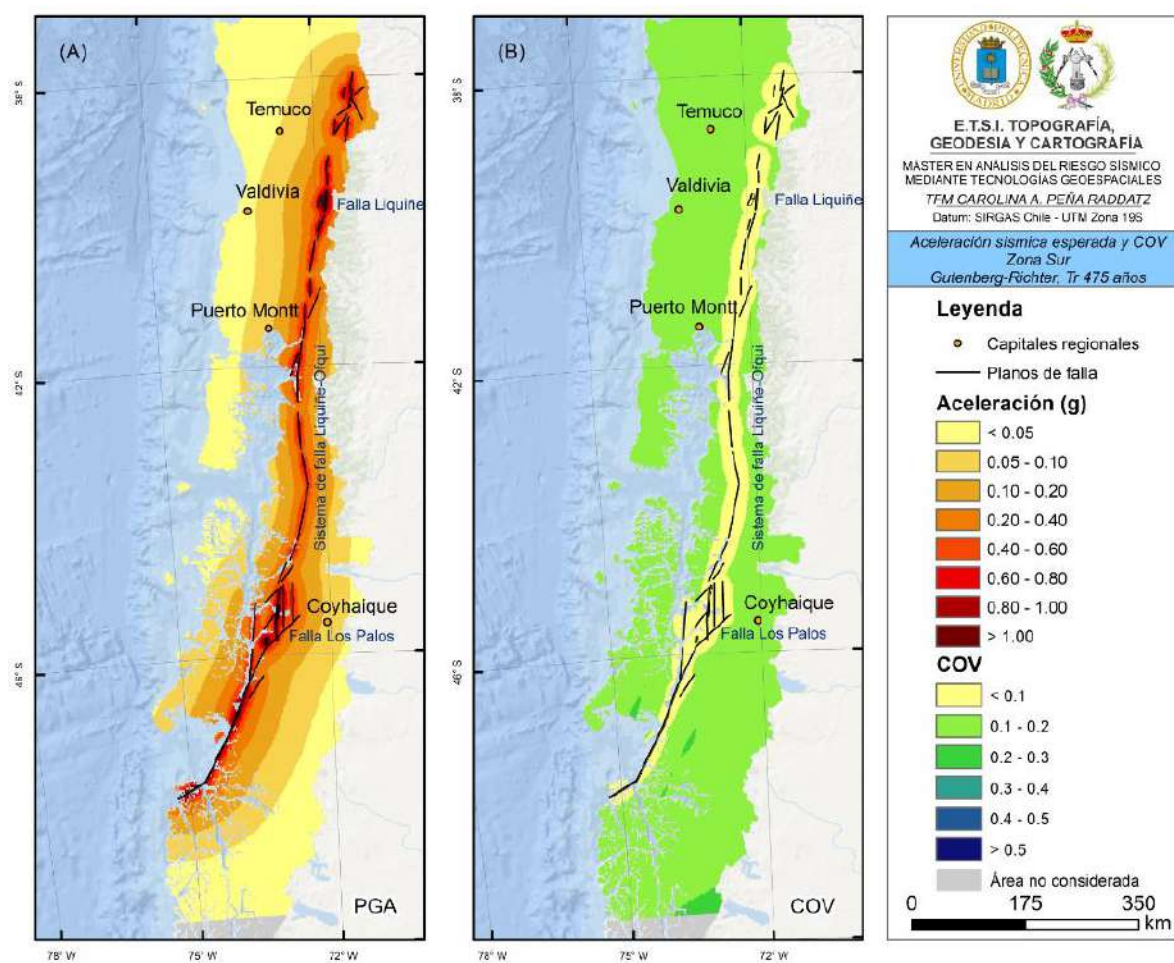 (A)
38° S
Temuco
Valdivia
Falla Liquiñe
Puerto Montt
42° S
Sistema de falla Liquiñe-Ofqui
Coyhaique
Falla Los Palos
46° S
PGA
78° W
75° W
72° W
(B)
38° S
Temuco
Valdivia
Falla Liquiñe
Puerto Montt
42° S
Sistema de falla Liquiñe-Ofqui
Coyhaique
Falla Los Palos
46° S
COV
78° W
75° W
72° W
E.T.S.I. TOPOGRAFÍA,
GEODESIA Y CARTOGRAFÍA
MÁSTER EN ANÁLISIS DEL RIESGO SÍSMICO
MEDIANTE TECNOLOGÍAS GEOESPACIALES
TFM CAROLINA A. PEÑA RADDATZ
Datum: SIRGAS Chile - UTM Zona 19S
Aceleración sísmica esperada y COV
Zona Sur
Gutenberg-Richter, Tr 475 años
Leyenda
Capitales regionales
Planos de falla
Aceleración (g)
< 0.05
0.05 - 0.10
0.10 - 0.20
0.20 - 0.40
0.40 - 0.60
0.60 - 0.80
0.80 - 1.00
> 1.00
COV
< 0.1
0.1 - 0.2
0.2 - 0.3
0.3 - 0.4
0.4 - 0.5
> 0.5
Área no considerada
0 175 350
km